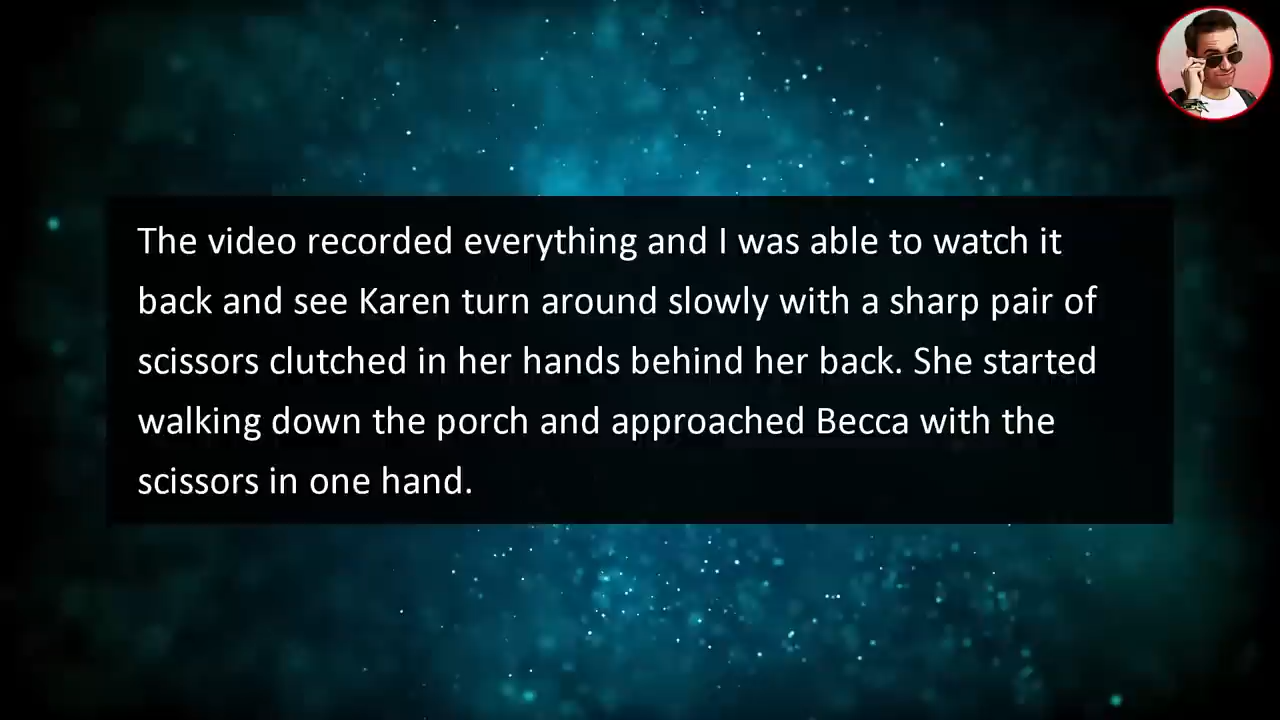 The video recorded everything and I was able to watch it
back and see Karen turn around slowly with a sharp pair of
scissors clutched in her hands behind her back. She started
walking down the porch and approached Becca with the
scissors in one hand.